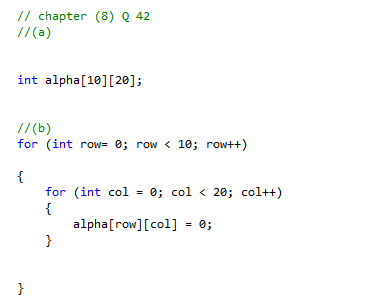 // chapter (8) Q 42
//(a)
int alpha[10][20];
//(b)
for (int row= 0; row < 10; row++)
{
for (int col = 0; col < 20; col++)
{
alpha[row][col] = 0;
}
}